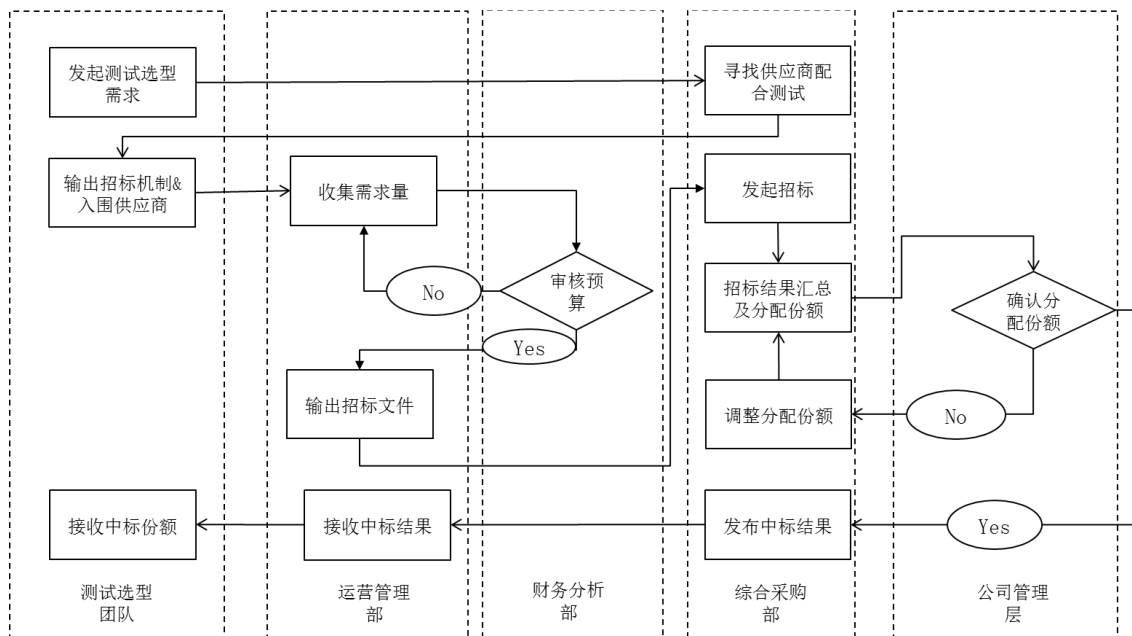 发起测试选型
需求
寻找供应商配
合测试
输出招标机制&
入围供应商
收集需求量
发起招标
审核预
算
No
招标结果汇总
及分配份额
确认分
配份额
Yes
输出招标文件
调整分配份额
No
接收中标份额
接收中标结果
发布中标结果
Yes
测试选型
团队
运营管理
部
财务分析
部
综合采购
部
公司管理
层